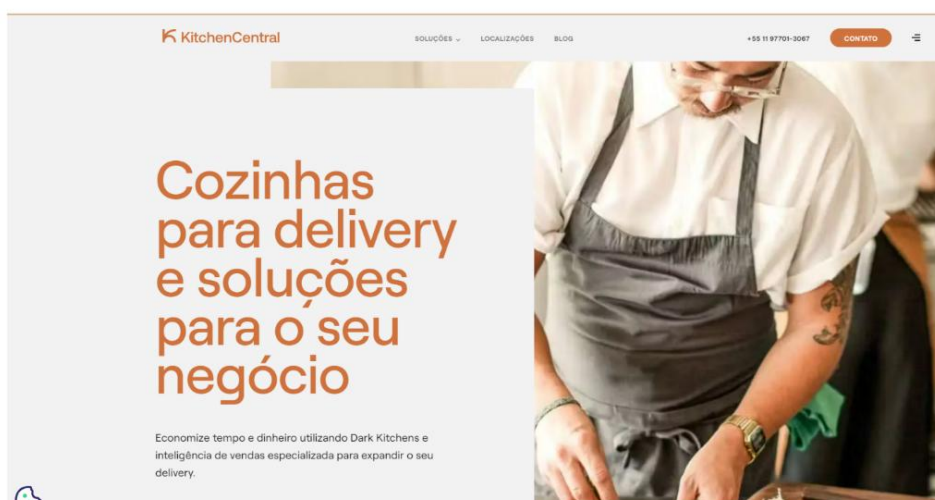 KitchenCentral
SOLUÇÕES
LOCALIZAÇÕES
BLOG
+55 11 97701-3067
CONTATO
Cozinhas
para delivery
e soluções
para o seu
negócio
Economize tempo e dinheiro utilizando Dark Kitchens e
inteligência de vendas especializada para expandir o seu
delivery.